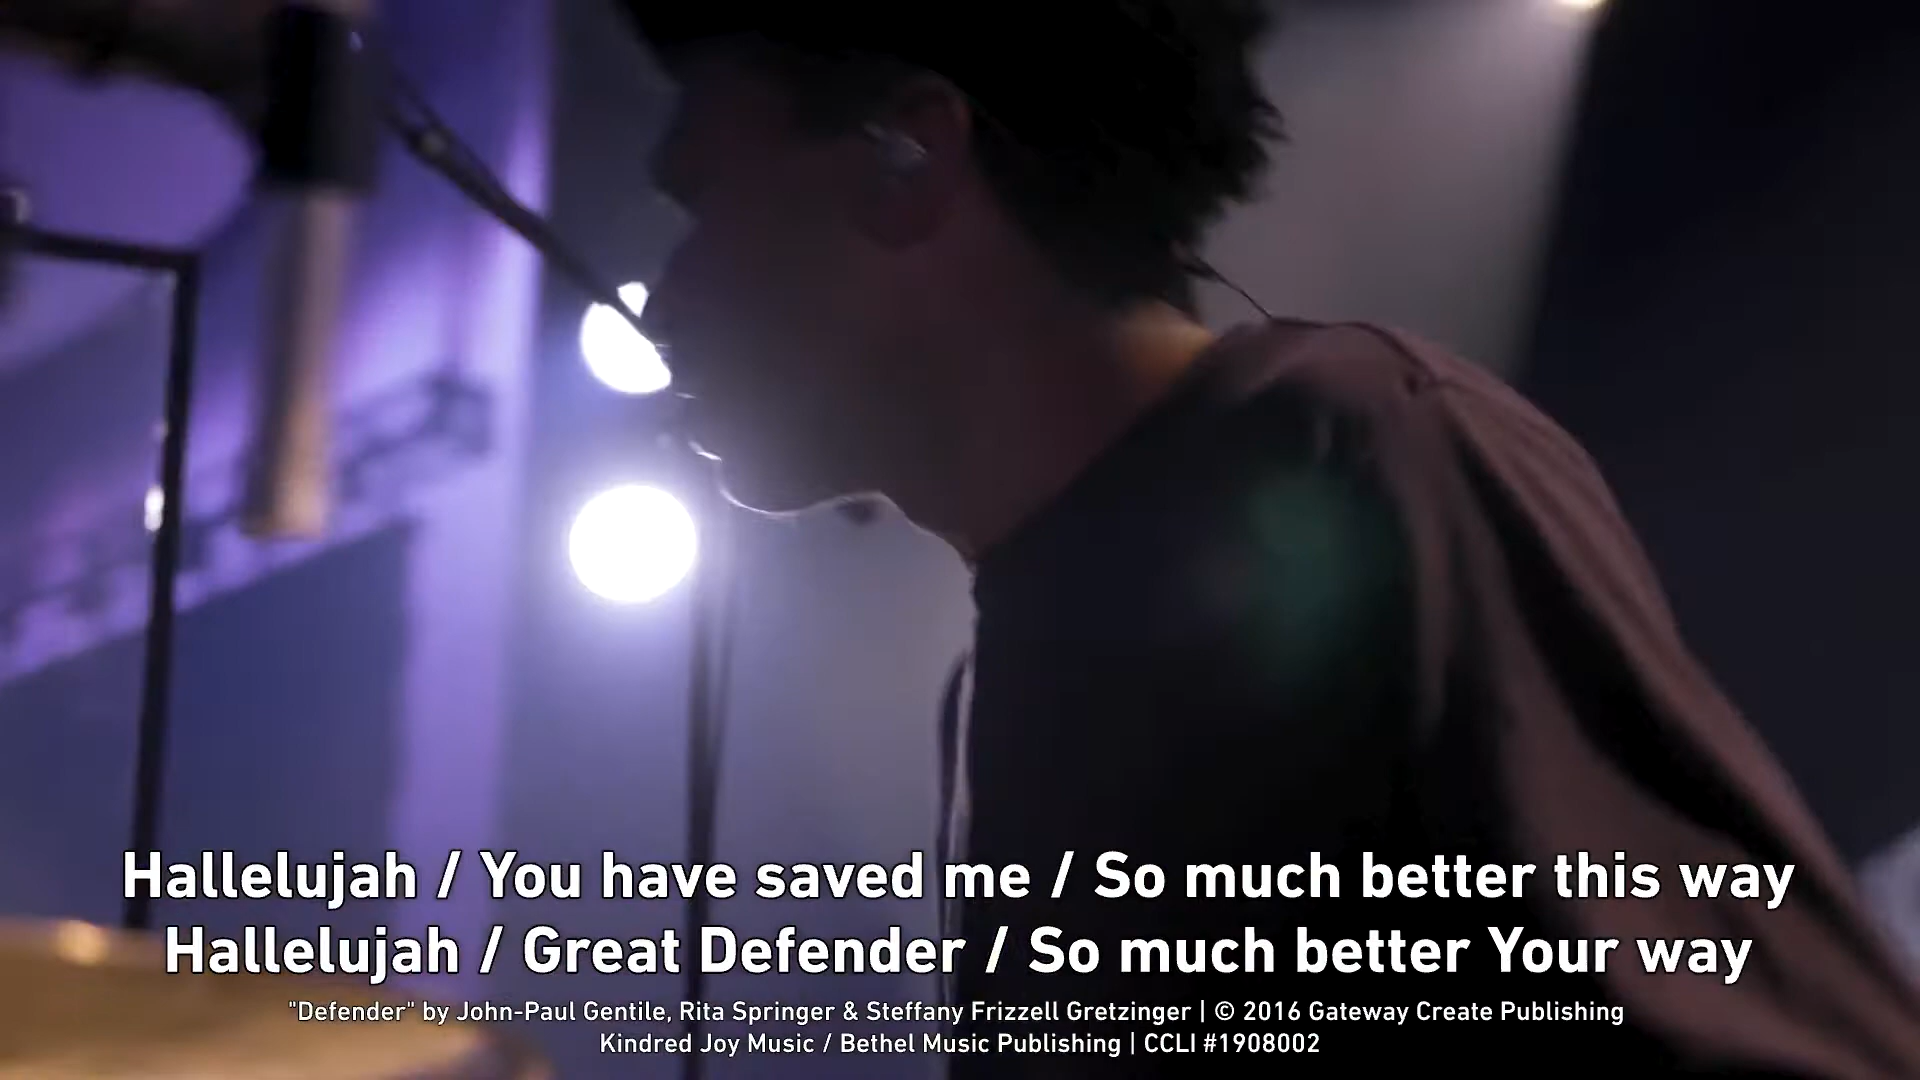 Hallelujah / You have saved me / So much better this way
Hallelujah / Great Defender / So much better Your way
"Defender" by John-Paul Gentile, Rita Springer & Steffany Frizzell Gretzinger | © 2016 Gateway Create Publishing
Kindred Joy Music / Bethel Music Publishing | CCLI #1908002